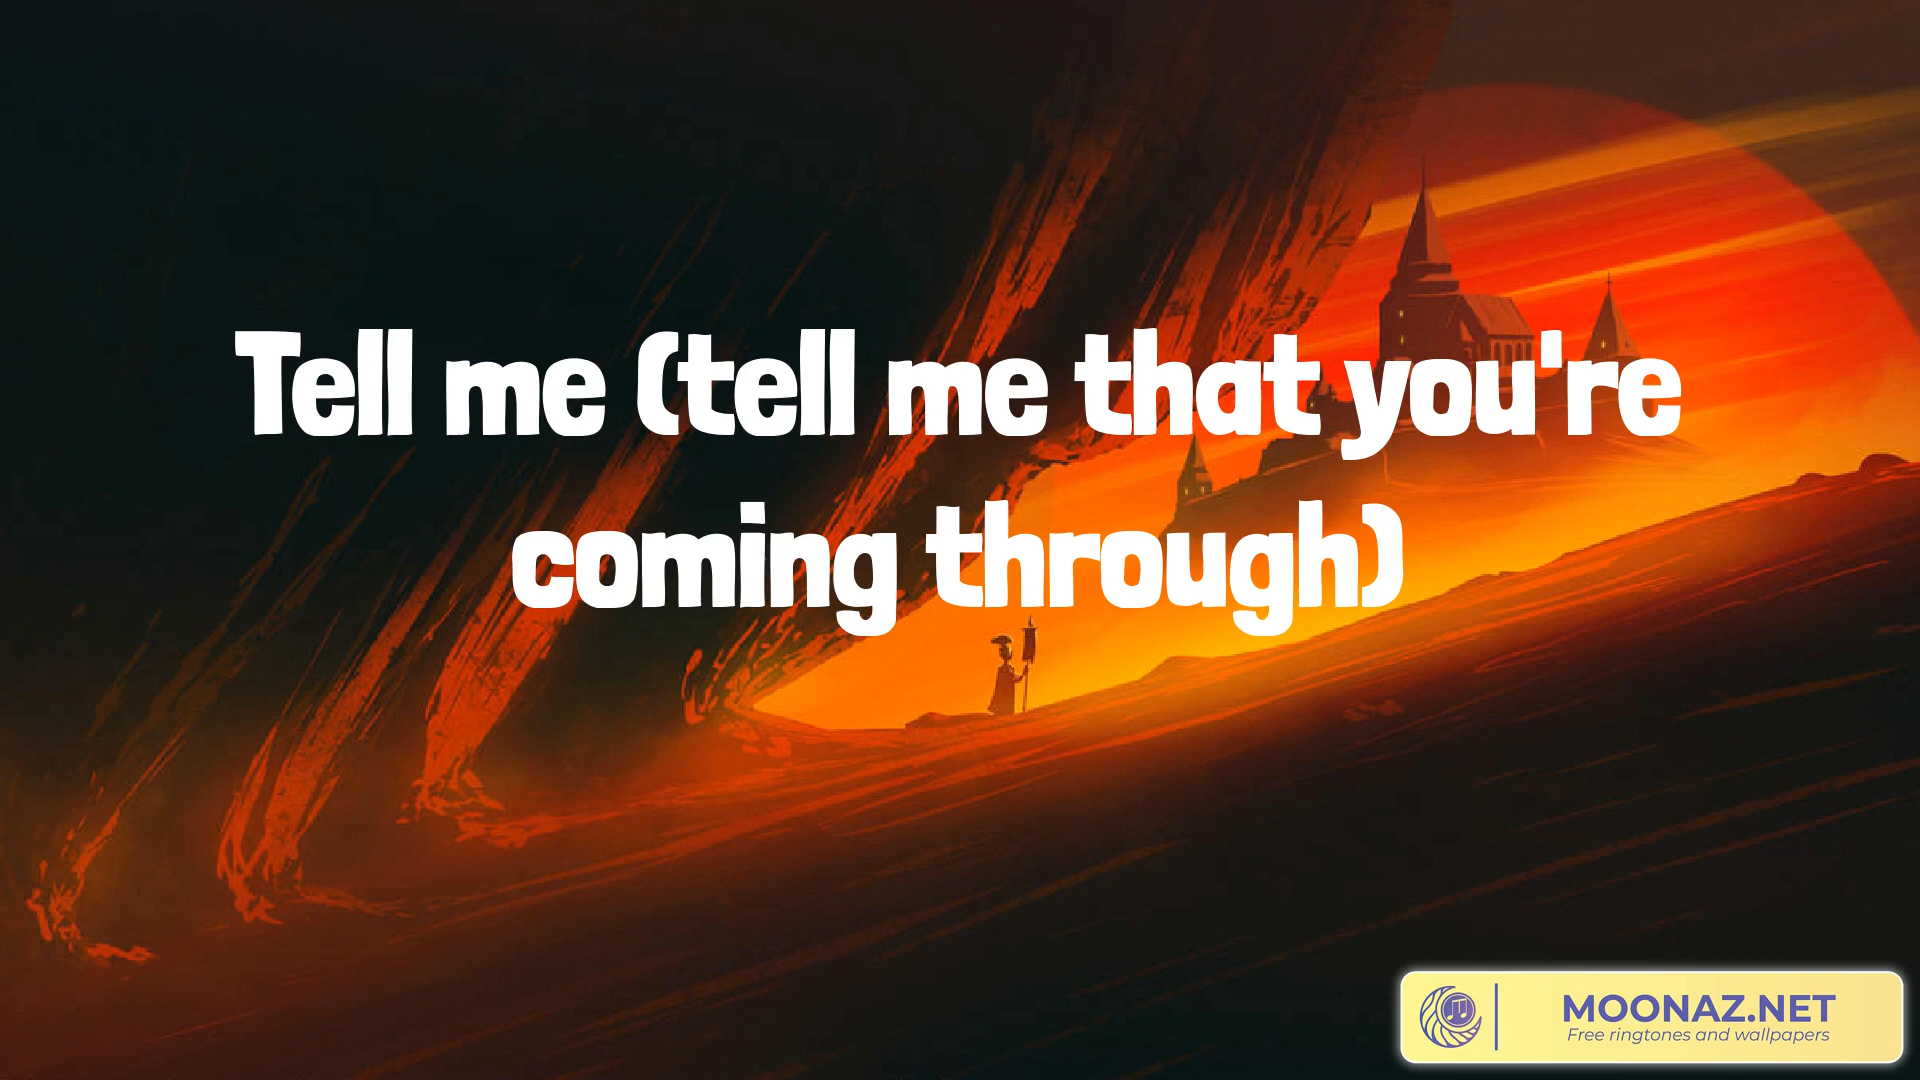 Tell me (tell me that you're
coming through)
MOONAZ.NET
Free ringtones and wallpapers